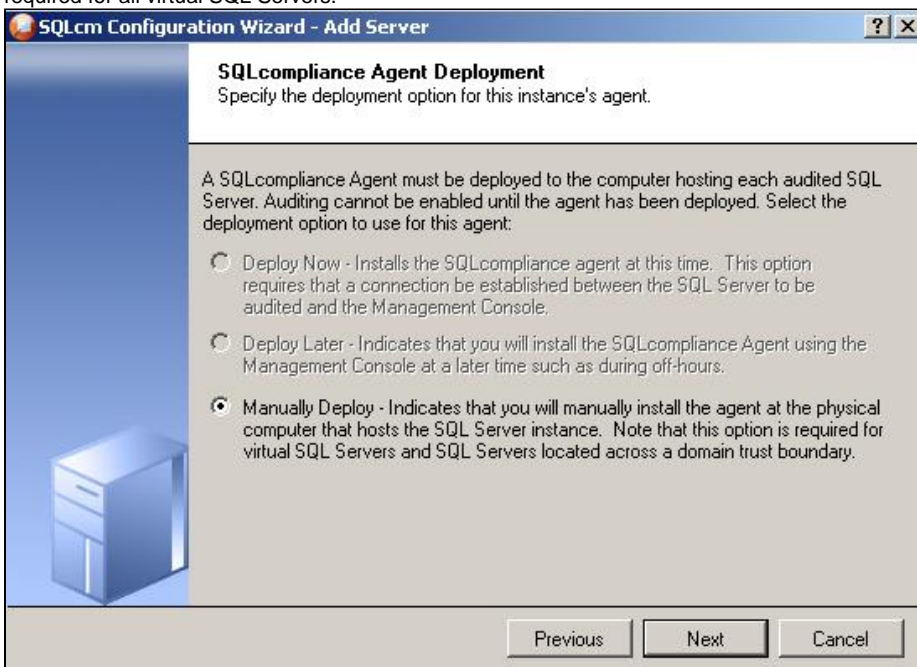 required for all virtual SQL Servers.
SQLcm Configuration Wizard - Add Server
SQLcompliance Agent Deployment
Specify the deployment option for this instance's agent.
A SQLcompliance Agent must be deployed to the computer hosting each audited SQL
Server. Auditing cannot be enabled until the agent has been deployed. Select the
deployment option to use for this agent:
Deploy Now - Installs the SQLcompliance agent at this time. This option
requires that a connection be established between the SQL Server to be
audited and the Management Console.
Deploy Later - Indicates that you will install the SQLcompliance Agent using the
Management Console at a later time such as during off-hours.
Manually Deploy - Indicates that you will manually install the agent at the physical
computer that hosts the SQL Server instance. Note that this option is required for
virtual SQL Servers and SQL Servers located across a domain trust boundary.
Previous Next Cancel